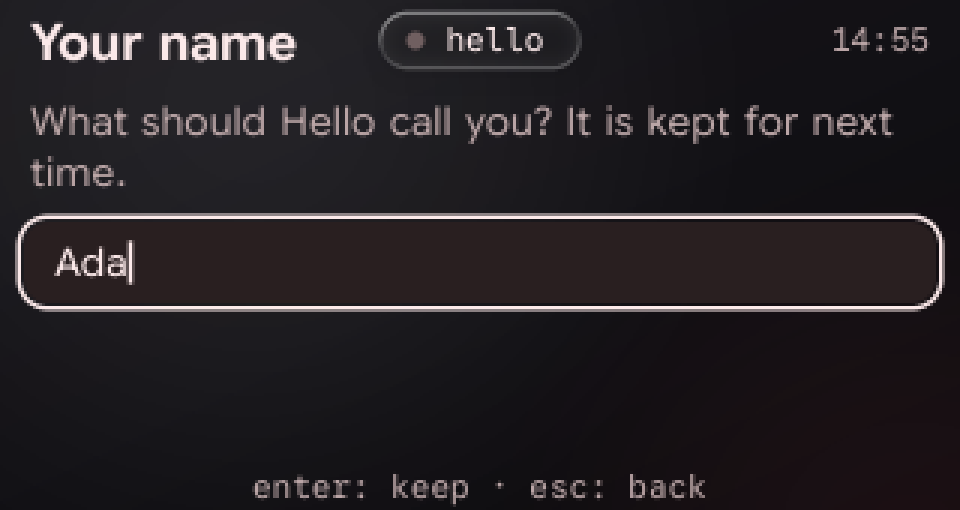 Your name
hello
14:55
What should Hello call you? It is kept for next
time.
Ada
enter: keep · esc: back